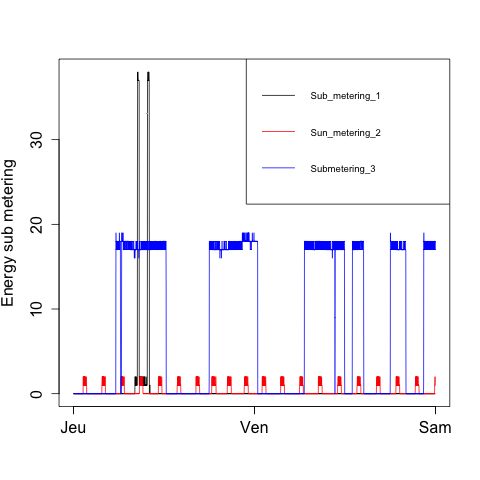 Energy sub metering
0
10
20
30
Jeu
Ven
Sam
Sub_metering_1
Sun_metering_2
Submetering_3